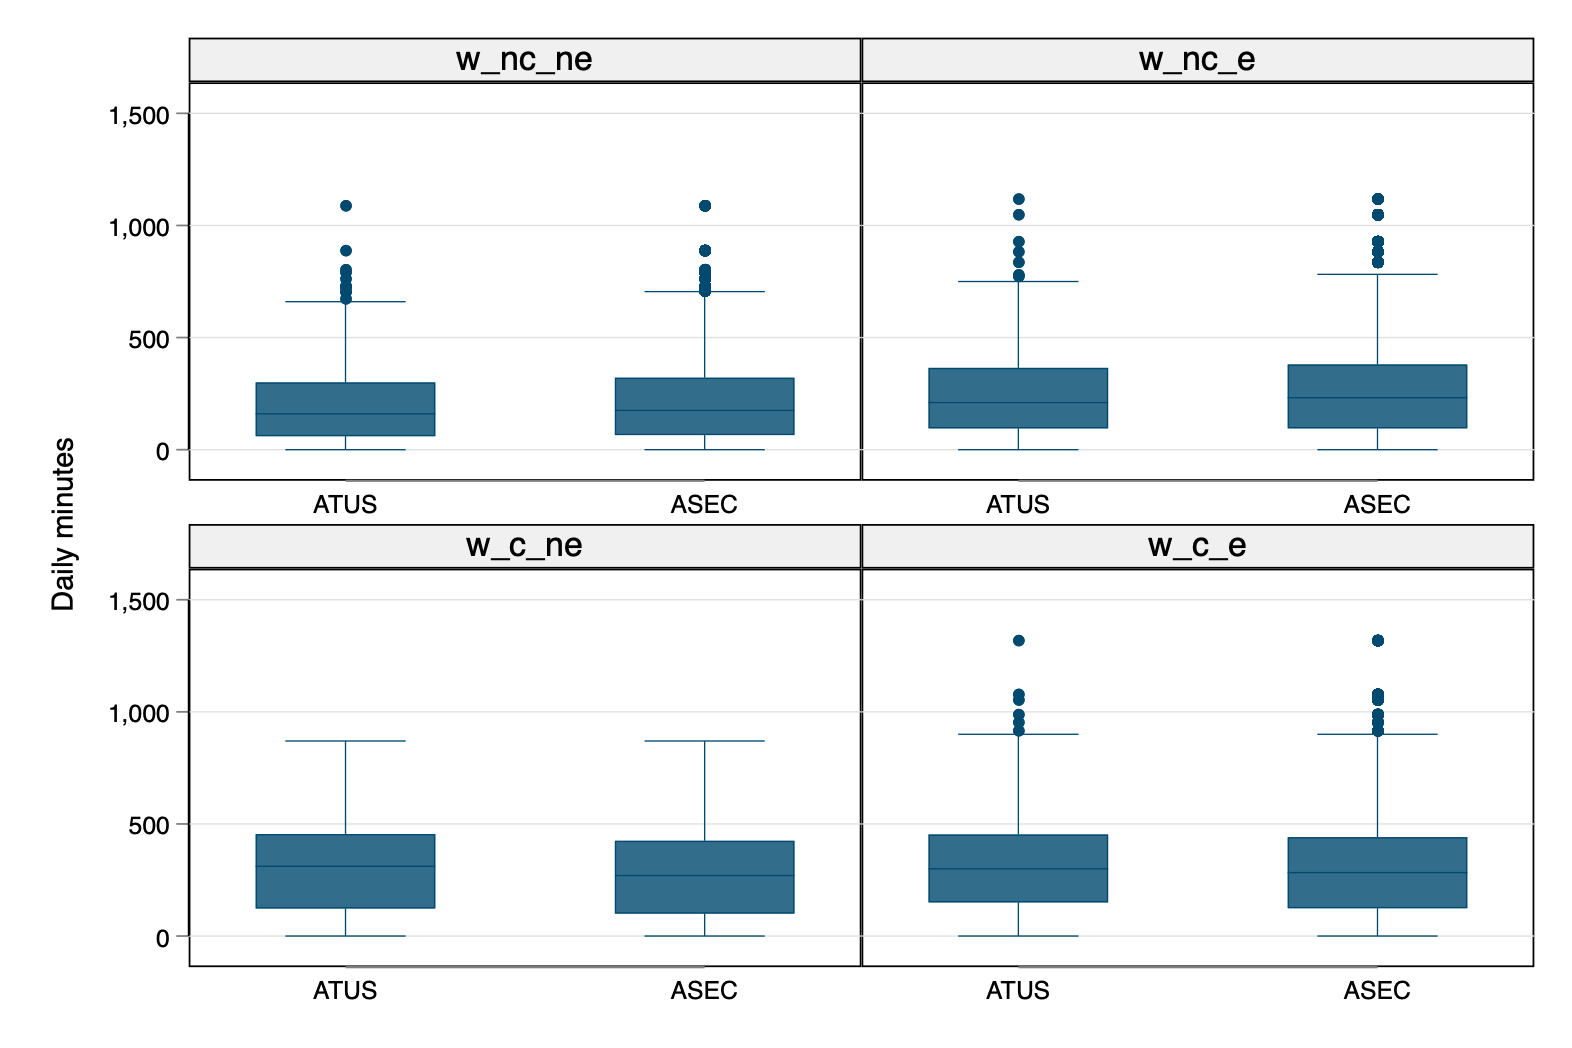 w_nc_ne
w_nc_e
1,500
1,000
500
0
ATUS
ASEC
ATUS
ASEC
Daily minutes
w_c_ne
w_c_e
1,500
1,000
500
0
ATUS
ASEC
ATUS
ASEC